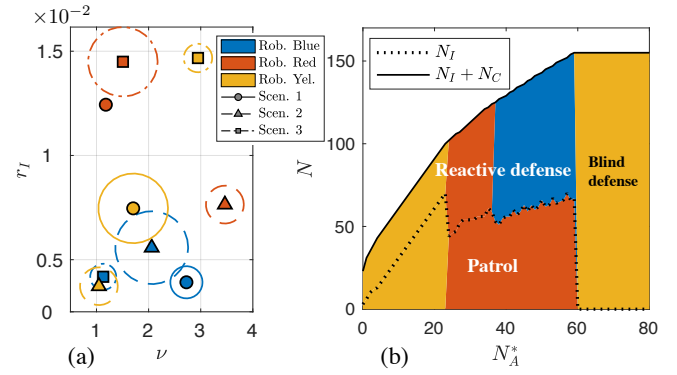 1.5 × 10⁻²
1
0.5
0
1 2 3 4
r_I
ν
(a)
Rob. Blue
Rob. Red
Rob. Yel.
Scen. 1
Scen. 2
Scen. 3
150
100
50
0
0 20 40 60 80
N
N_A^*
(b)
N_I
N_I + N_C
Reactive defense
Blind
defense
Patrol